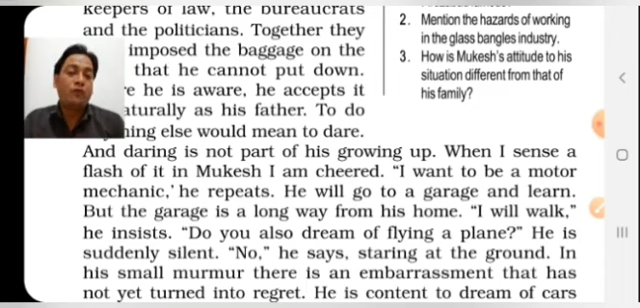 keepers of law, the bureaucrats
and the politicians. Together they
imposed the baggage on the
that he cannot put down.
he is aware, he accepts it
as his father. To do
else would mean to dare.
And daring is not part of his growing up. When I sense a
flash of it in Mukesh I am cheered. “I want to be a motor
mechanic,’ he repeats. He will go to a garage and learn.
But the garage is a long way from his home. “I will walk,”
he insists. “Do you also dream of flying a plane?” He is
suddenly silent. “No,” he says, staring at the ground. In
his small murmur there is an embarrassment that has
not yet turned into regret. He is content to dream of cars
2. Mention the hazards of working
in the glass bangles industry.
3. How is Mukesh’s attitude to his
situation different from that of
his family?